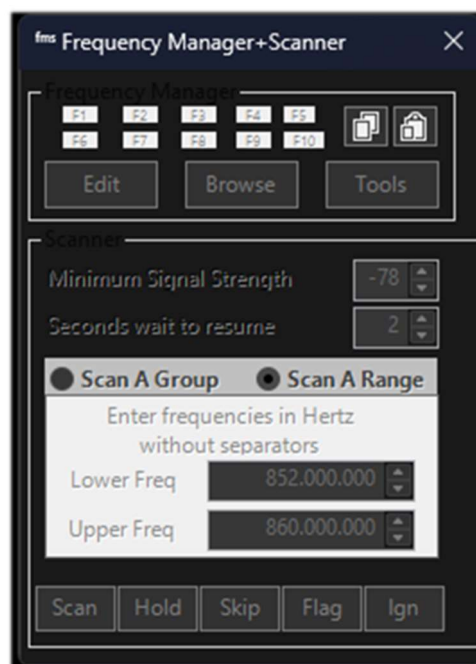 fms Frequency Manager+Scanner
Frequency Manager
F1 F2 F3 F4 F5
F6 F7 F8 F9 F10
Edit Browse Tools
Scanner
Minimum Signal Strength -78
Seconds wait to resume 2
Scan A Group Scan A Range
Enter frequencies in Hertz
without separators
Lower Freq 852.000.000
Upper Freq 860.000.000
Scan Hold Skip Flag Ign